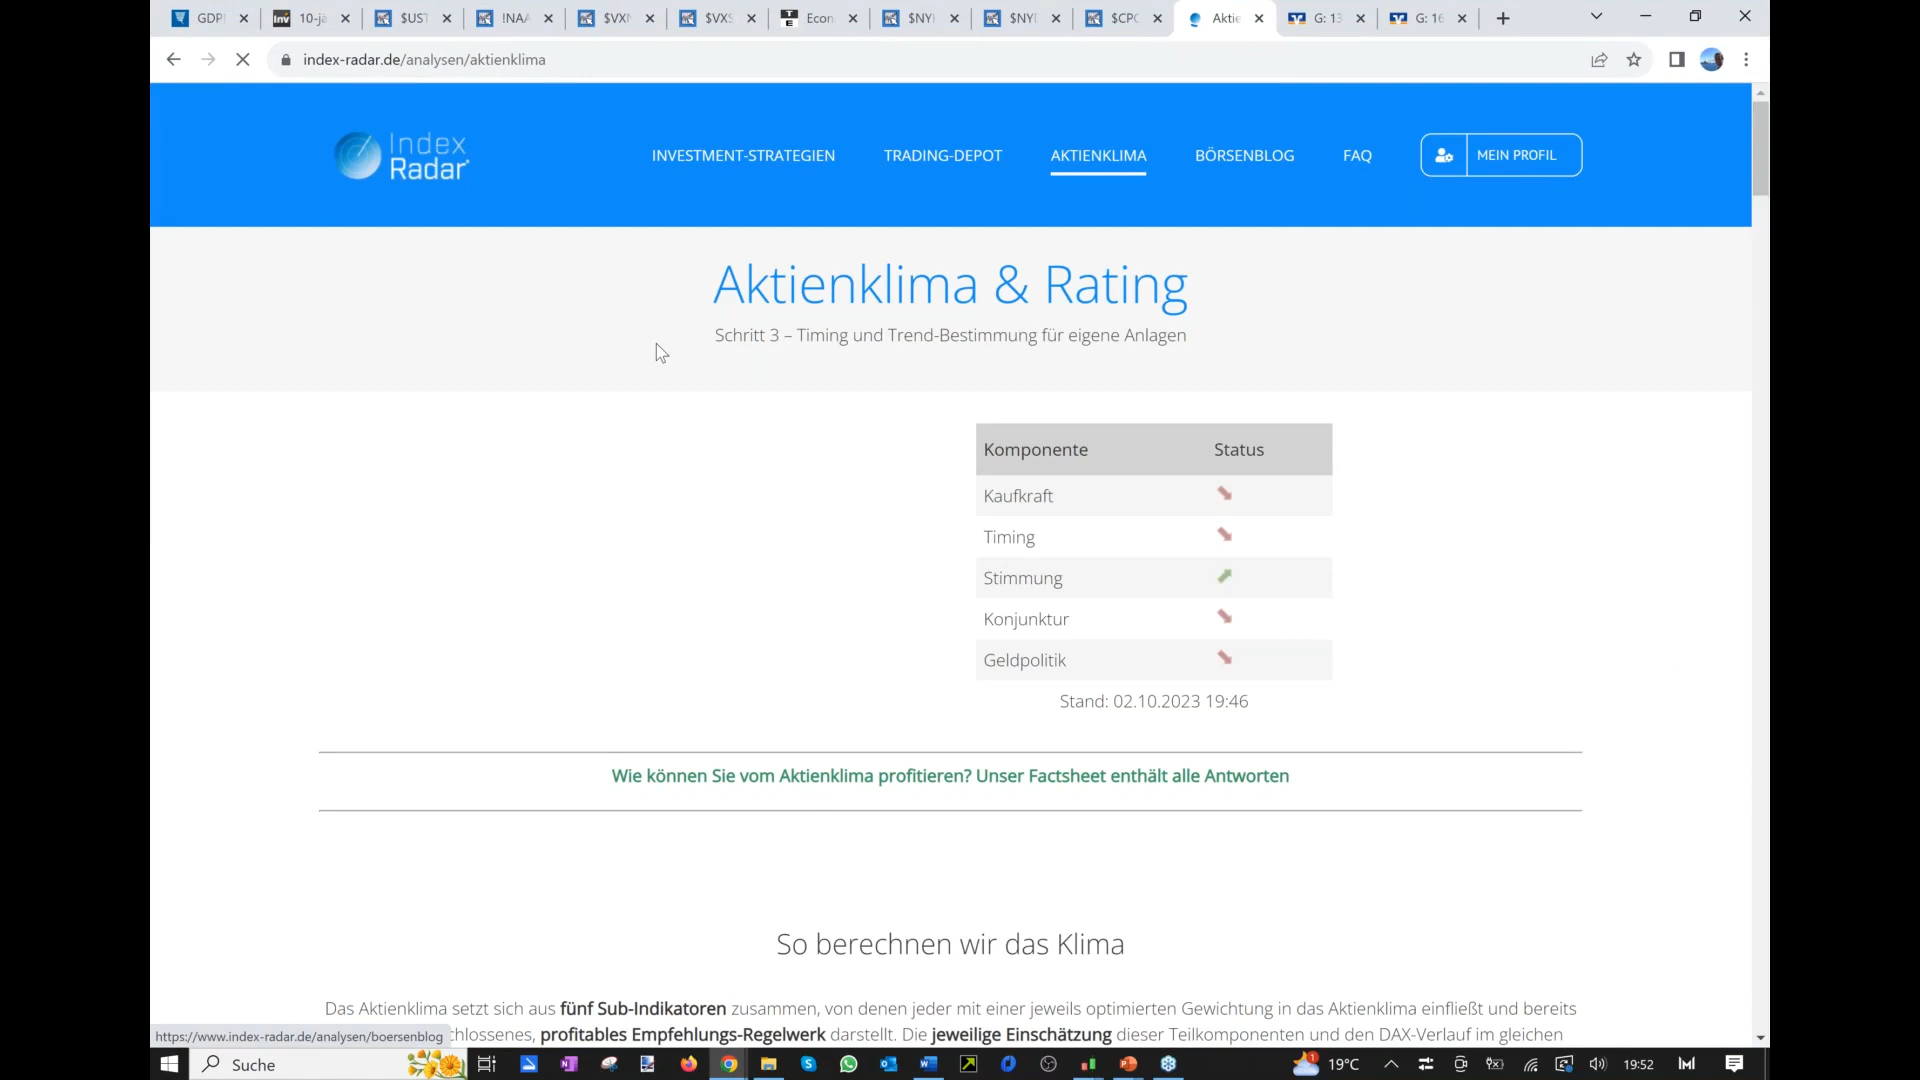 GDPI
10-jä
$UST
!NAA
$VXN
$VXS
Econ
$NYI
$NYD
$CPC
Aktie
G: 13
G: 16
index-radar.de/analysen/aktienklima
Index
Radar
INVESTMENT-STRATEGIEN
TRADING-DEPOT
AKTIENKLIMA
BÖRSENBLOG
FAQ
MEIN PROFIL
Aktienklima & Rating
Schritt 3 – Timing und Trend-Bestimmung für eigene Anlagen
Komponente Status
Kaufkraft
Timing
Stimmung
Konjunktur
Geldpolitik
Stand: 02.10.2023 19:46
Wie können Sie vom Aktienklima profitieren? Unser Factsheet enthält alle Antworten
So berechnen wir das Klima
Das Aktienklima setzt sich aus fünf Sub-Indikatoren zusammen, von denen jeder mit einer jeweils optimierten Gewichtung in das Aktienklima einfließt und bereits
chlossenes, profitables Empfehlungs-Regelwerk darstellt. Die jeweilige Einschätzung dieser Teilkomponenten und den DAX-Verlauf im gleichen
https://www.index-radar.de/analysen/boersenblog
Suche
19°C
19:52